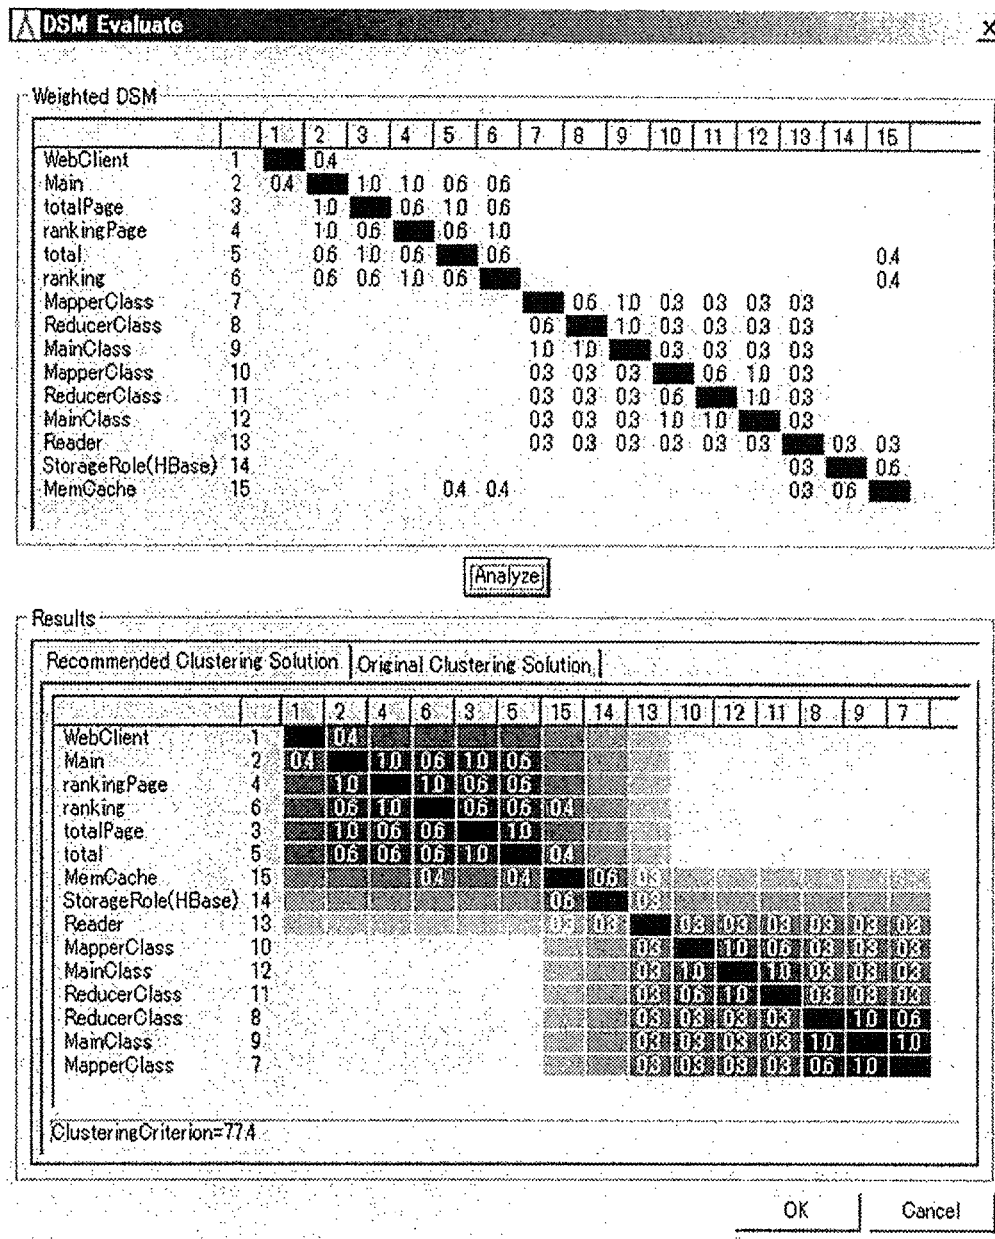 DSM Evaluate X
Weighted DSM
1 2 3 4 5 6 7 8 9 10 11 12 13 14 15
WebClient 1 0.4
Main 2 0.4 1.0 1.0 0.6 0.6
totalPage 3 1.0 0.6 1.0 0.6
rankingPage 4 1.0 0.6 0.6 1.0
total 5 0.6 1.0 0.6 0.6 0.4
ranking 6 0.6 0.6 1.0 0.6 0.4
MapperClass 7 0.6 1.0 0.3 0.3 0.3 0.3
ReducerClass 8 0.6 1.0 0.3 0.3 0.3 0.3
MainClass 9 1.0 1.0 0.3 0.3 0.3 0.3
MapperClass 10 0.3 0.3 0.3 0.6 1.0 0.3
ReducerClass 11 0.3 0.3 0.3 0.6 1.0 0.3
MainClass 12 0.3 0.3 0.3 1.0 1.0 0.3
Reader 13 0.3 0.3 0.3 0.3 0.3 0.3 0.3 0.3
StorageRole(HBase) 14 0.3 0.6
MemCache 15 0.4 0.4 0.3 0.6
Analyze
Results
Recommended Clustering Solution Original Clustering Solution
1 2 4 6 3 5 15 14 13 10 12 11 8 9 7
WebClient 1 0.4
Main 2 0.4 1.0 0.6 1.0 0.6
rankingPage 4 1.0 1.0 0.6 0.6
ranking 6 0.6 1.0 0.6 0.6 0.4
totalPage 3 1.0 0.6 0.6 1.0
total 5 0.6 0.6 0.6 1.0 0.4
MemCache 15 0.4 0.4 0.6 0.3
StorageRole(HBase) 14 0.6 0.3
Reader 13 0.3 0.3 0.3 0.3 0.3 0.3 0.3 0.3
MapperClass 10 0.3 1.0 0.6 0.3 0.3 0.3
MainClass 12 0.3 1.0 1.0 0.3 0.3 0.3
ReducerClass 11 0.3 0.6 1.0 0.3 0.3 0.3
ReducerClass 8 0.3 0.3 0.3 0.3 1.0 0.6
MainClass 9 0.3 0.3 0.3 0.3 1.0 1.0
MapperClass 7 0.3 0.3 0.3 0.3 0.6 1.0
ClusteringCriterion=77.4
OK Cancel